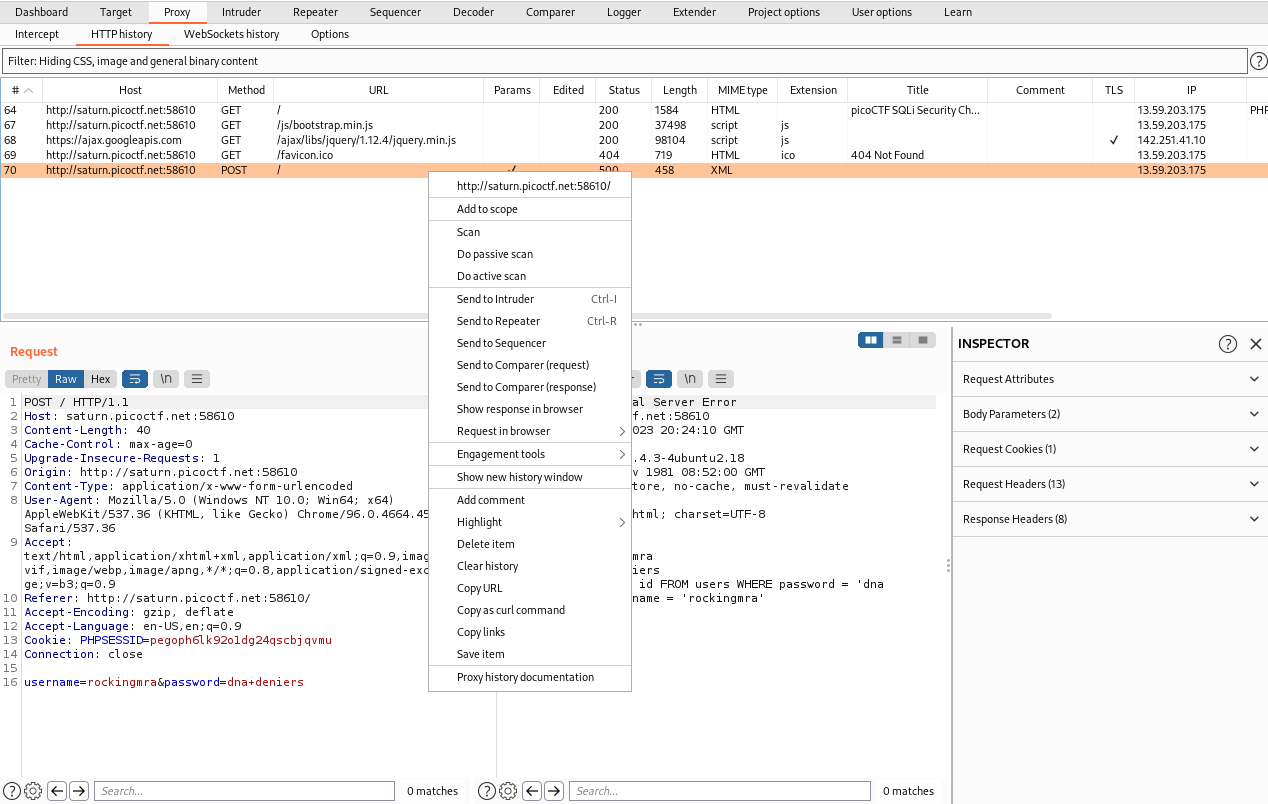 Dashboard Target Proxy Intruder Repeater Sequencer Decoder Comparer Logger Extender Project options User options Learn
Intercept HTTP history WebSockets history Options
Filter: Hiding CSS, image and general binary content
# Host Method URL Params Edited Status Length MIME type Extension Title Comment TLS IP
64 http://saturn.picoctf.net:58610 GET / 200 1584 HTML picoCTF SQLi Security Ch... 13.59.203.175 PHP
67 http://saturn.picoctf.net:58610 GET /js/bootstrap.min.js 200 37498 script js 13.59.203.175
68 https://ajax.googleapis.com GET /ajax/libs/jquery/1.12.4/jquery.min.js 200 98104 script js ✓ 142.251.41.10
69 http://saturn.picoctf.net:58610 GET /favicon.ico 404 719 HTML ico 404 Not Found 13.59.203.175
70 http://saturn.picoctf.net:58610 POST / ✓ 500 458 XML 13.59.203.175
http://saturn.picoctf.net:58610/
Add to scope
Scan
Do passive scan
Do active scan
Send to Intruder Ctrl-I
Send to Repeater Ctrl-R
Send to Sequencer
Send to Comparer (request)
Send to Comparer (response)
Show response in browser
Request in browser
Engagement tools
Show new history window
Add comment
Highlight
Delete item
Clear history
Copy URL
Copy as curl command
Copy links
Save item
Proxy history documentation
Request
Pretty Raw Hex \n
1 POST / HTTP/1.1
2 Host: saturn.picoctf.net:58610
3 Content-Length: 40
4 Cache-Control: max-age=0
5 Upgrade-Insecure-Requests: 1
6 Origin: http://saturn.picoctf.net:58610
7 Content-Type: application/x-www-form-urlencoded
8 User-Agent: Mozilla/5.0 (Windows NT 10.0; Win64; x64)
AppleWebKit/537.36 (KHTML, like Gecko) Chrome/96.0.4664.45
Safari/537.36
9 Accept:
text/html,application/xhtml+xml,application/xml;q=0.9,imag
vif,image/webp,image/apng,*/*;q=0.8,application/signed-exc
ge;v=b3;q=0.9
10 Referer: http://saturn.picoctf.net:58610/
11 Accept-Encoding: gzip, deflate
12 Accept-Language: en-US,en;q=0.9
13 Cookie: PHPSESSID=pegoph6lk92o1dg24qscbjqvmu
14 Connection: close
15
16 username=rockingmra&password=dna+deniers
\n
al Server Error
f.net:58610
023 20:24:10 GMT
.4.3-4ubuntu2.18
v 1981 08:52:00 GMT
tore, no-cache, must-revalidate
html; charset=UTF-8
mra
iers
id FROM users WHERE password = 'dna
name = 'rockingmra'
INSPECTOR
Request Attributes
Body Parameters (2)
Request Cookies (1)
Request Headers (13)
Response Headers (8)
Search... 0 matches
Search... 0 matches